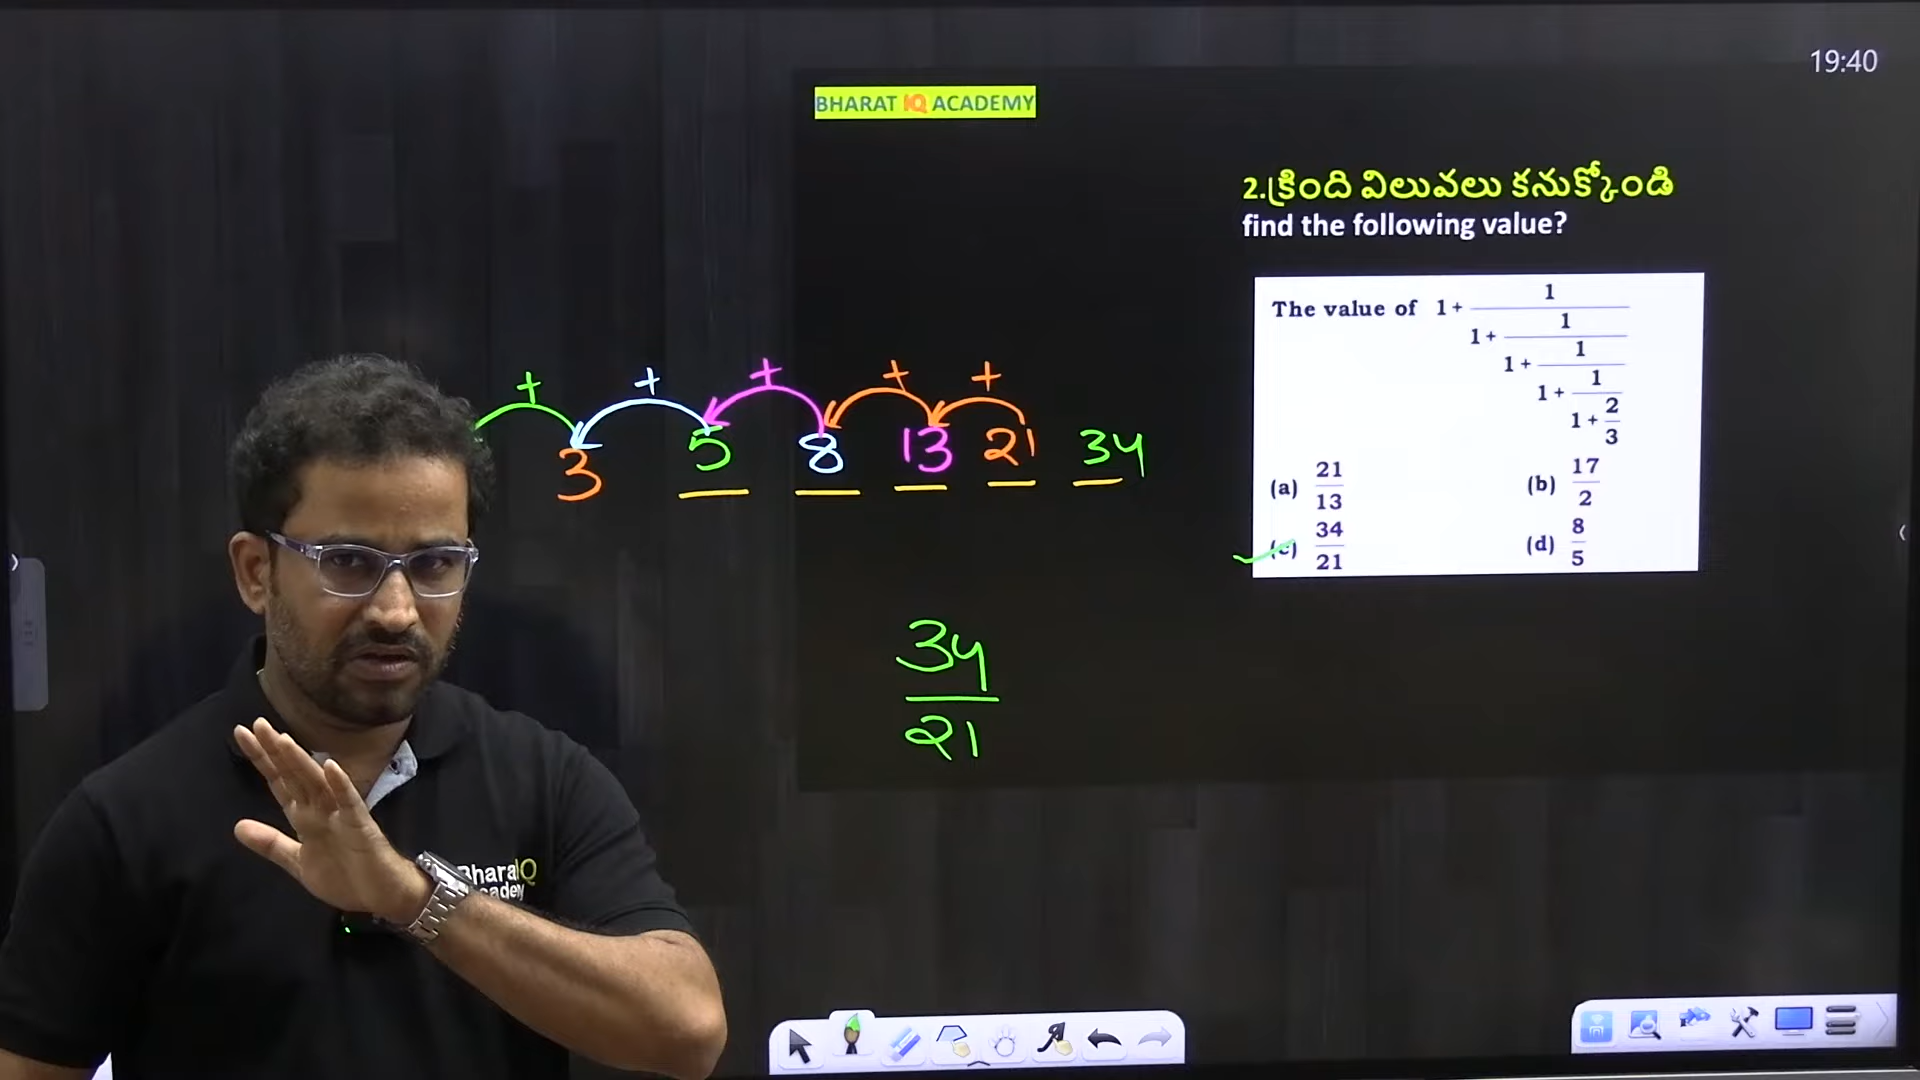 19:40
BHARAT IQ ACADEMY
2.క్రింది విలువలు కనుక్కోండి
find the following value?
The value of 1 + 1
1 + 1
1 + 1
1 + 1
1 + 2
3
(a) 21/13 (b) 17/2
(c) 34/21 (d) 8/5
+ + + + +
3 5 8 13 21 34
34
21
BharaIQ